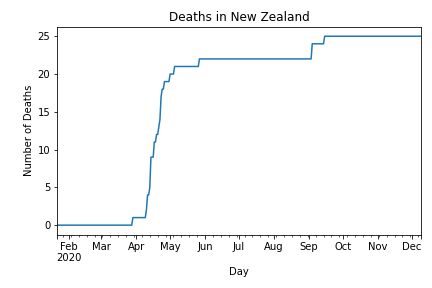 Deaths in New Zealand
Number of Deaths
25
20
15
10
5
0
Feb Mar Apr May Jun Jul Aug Sep Oct Nov Dec
2020
Day